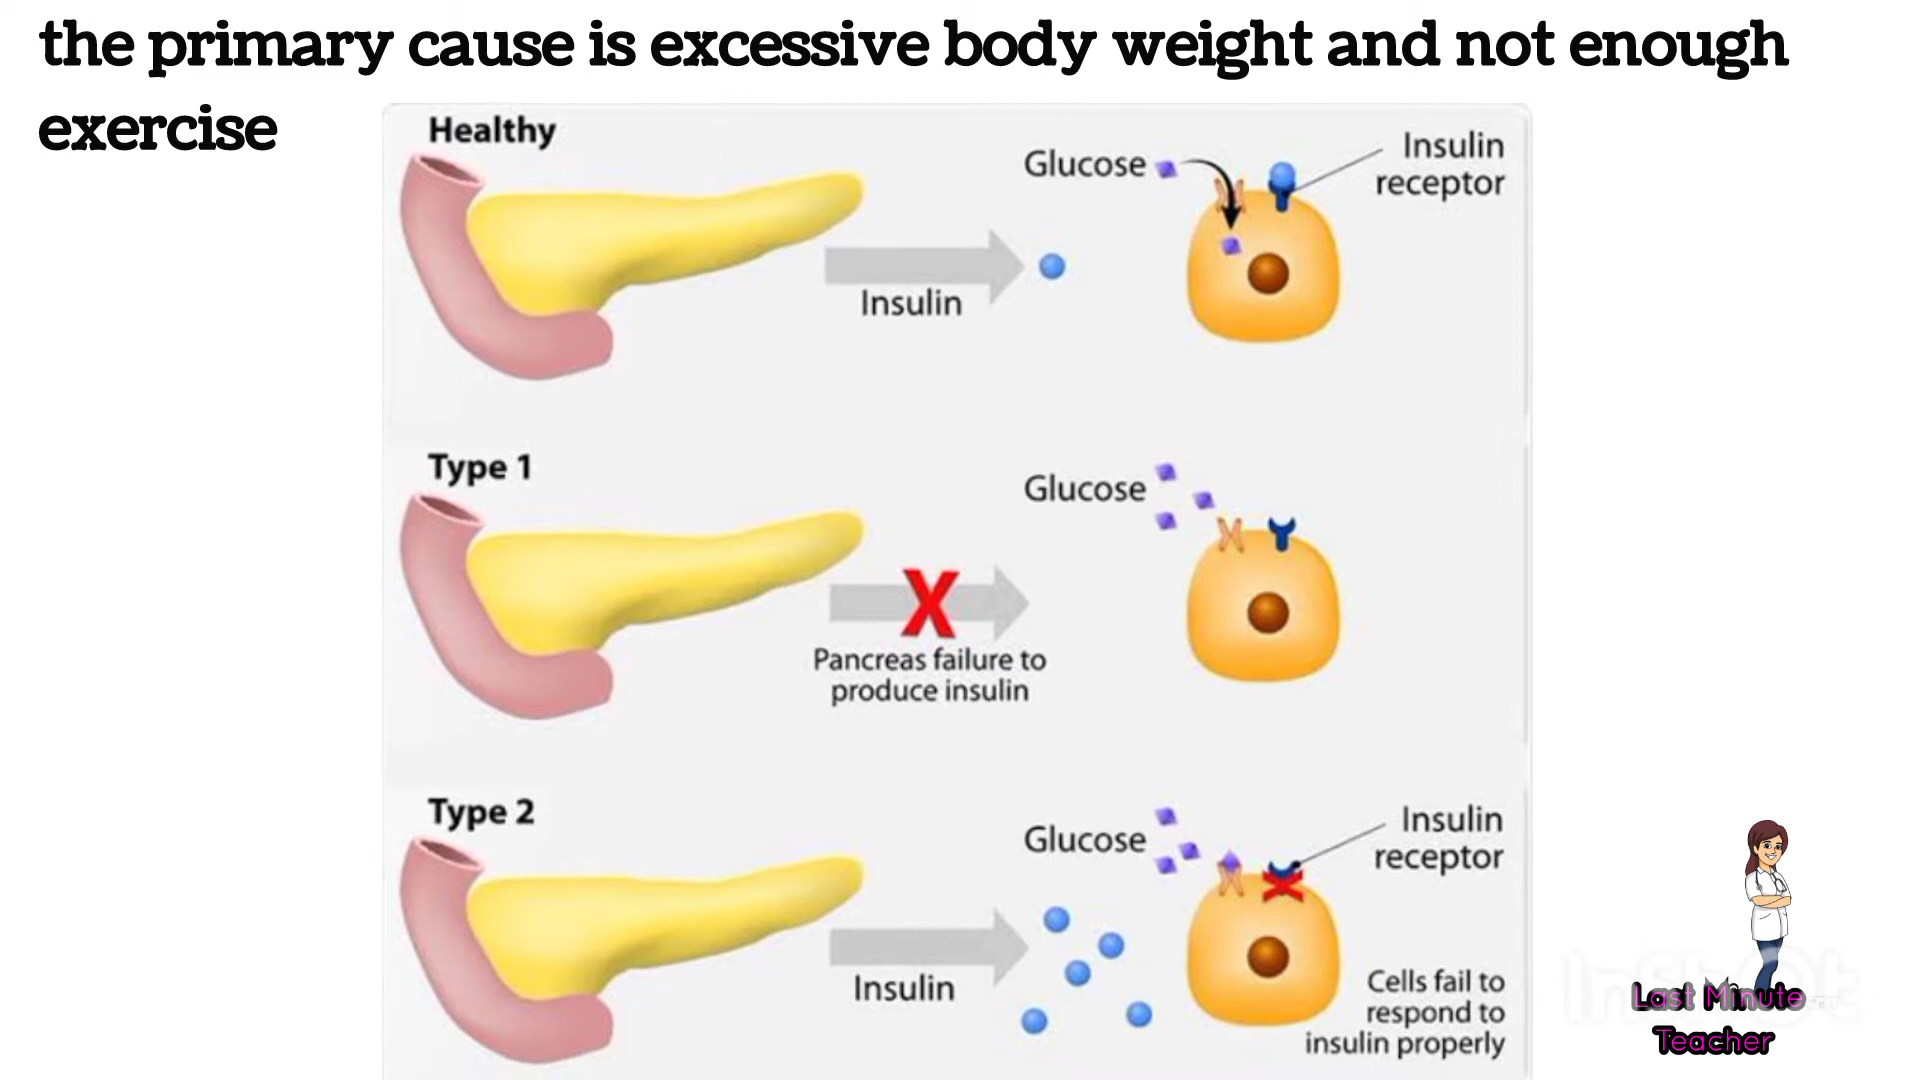 the primary cause is excessive body weight and not enough
exercise
Healthy
Glucose
Insulin
receptor
Insulin
Type 1
Glucose
X
Pancreas failure to
produce insulin
Type 2
Glucose
Insulin
receptor
Insulin
Cells fail to
respond to
insulin properly
InShOt
Last Minute
Teacher